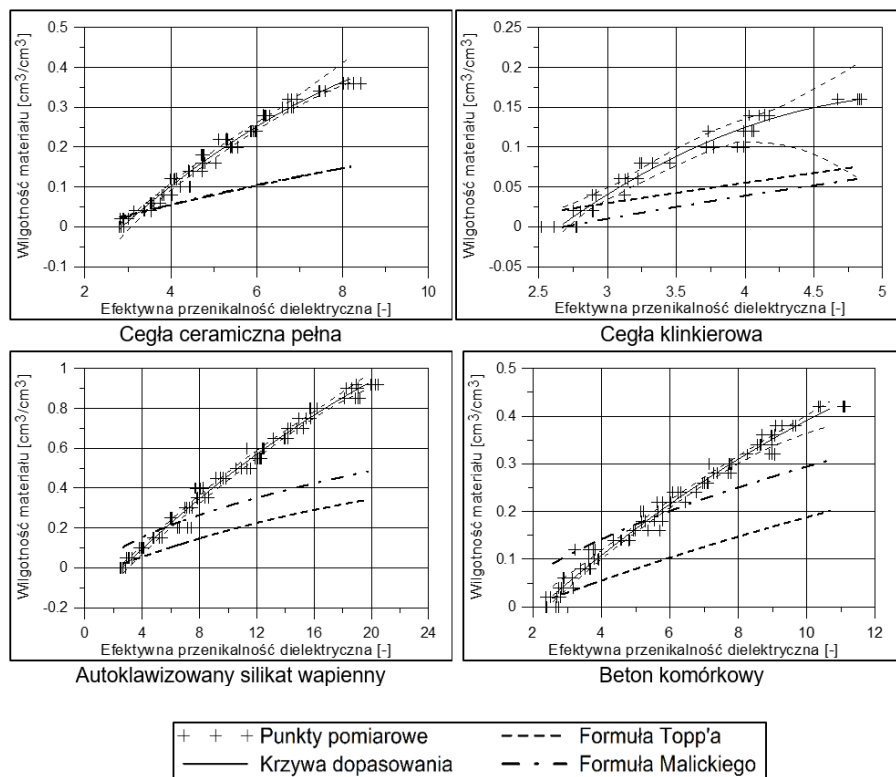 Wilgotność materiału [cm3/cm3]
0.5
0.4
0.3
0.2
0.1
0
-0.1
2 4 6 8 10
Efektywna przenikalność dielektryczna [-]
Cegła ceramiczna pełna
Wilgotność materiału [cm3/cm3]
0.25
0.2
0.15
0.1
0.05
0
-0.05
2.5 3 3.5 4 4.5 5
Efektywna przenikalność dielektryczna [-]
Cegła klinkierowa
Wilgotność materiału [cm3/cm3]
1
0.8
0.6
0.4
0.2
0
-0.2
0 4 8 12 16 20 24
Efektywna przenikalność dielektryczna [-]
Autoklawizowany silikat wapienny
Wilgotność materiału [cm3/cm3]
0.5
0.4
0.3
0.2
0.1
0
2 4 6 8 10 12
Efektywna przenikalność dielektryczna [-]
Beton komórkowy
Punkty pomiarowe
Formuła Topp'a
Krzywa dopasowania
Formuła Malickiego